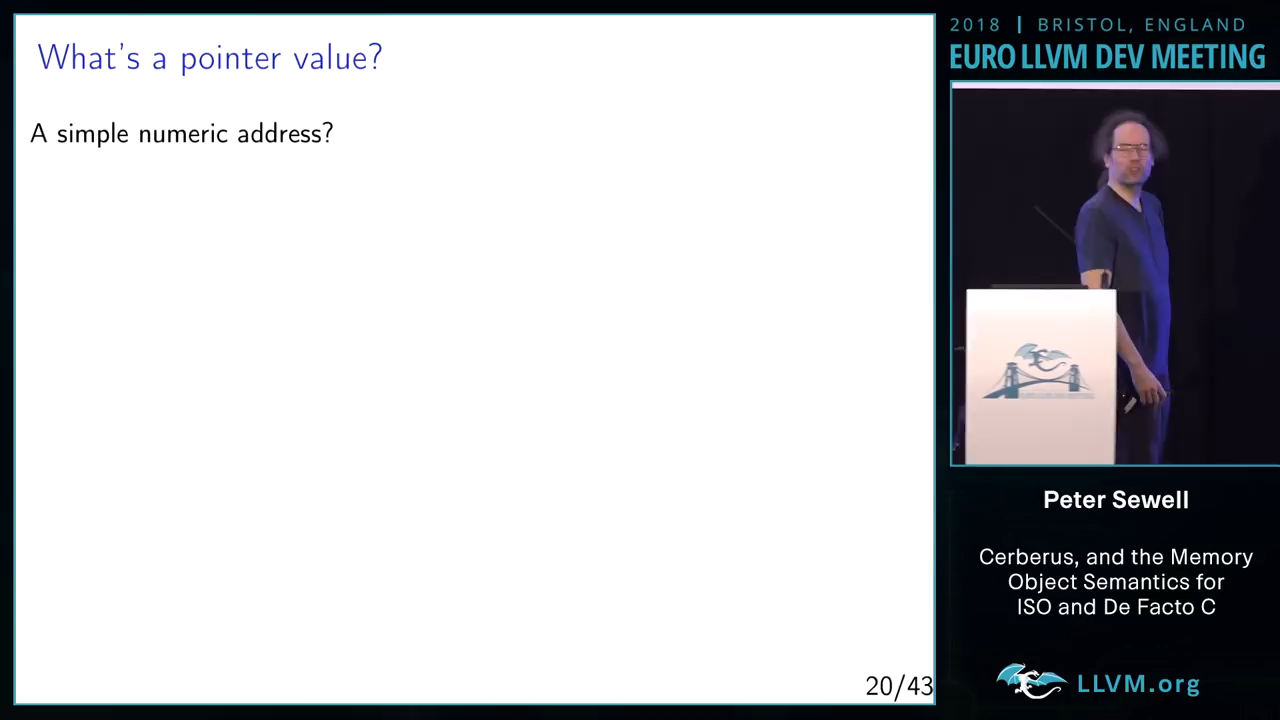 What's a pointer value?
A simple numeric address?
20/43
2018 | BRISTOL, ENGLAND
EURO LLVM DEV MEETING
Peter Sewell
Cerberus, and the Memory
Object Semantics for
ISO and De Facto C
LLVM.org